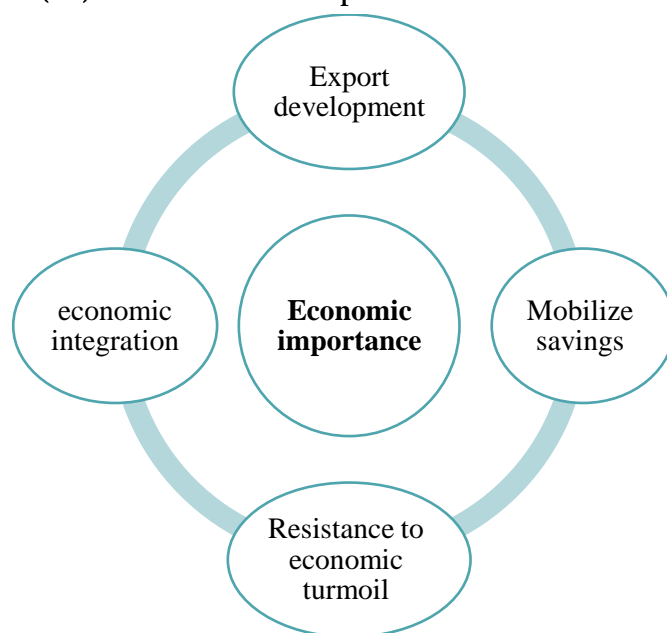 Export
development
economic
integration
Economic
importance
Mobilize
savings
Resistance to
economic
turmoil